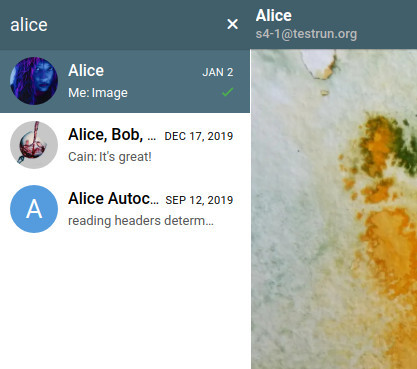 alice
Alice
JAN 2
Me: Image
Alice, Bob, ...
DEC 17, 2019
Cain: It's great!
A
Alice Autoc...
SEP 12, 2019
reading headers determ...
Alice
s4-1@testrun.org